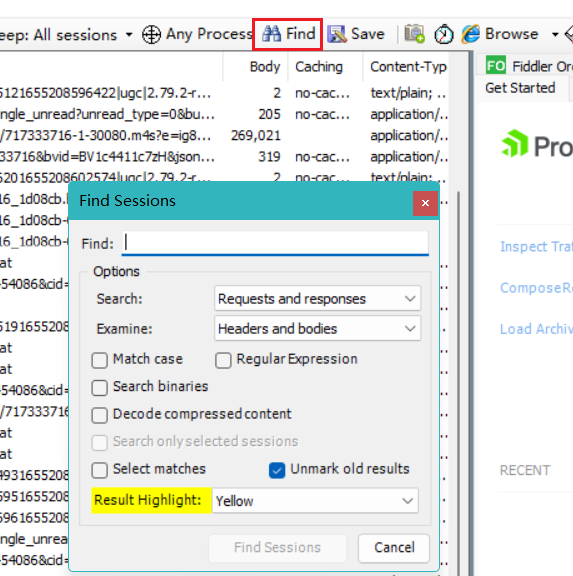 eep: All sessions Any Process Find Save Browse
Body Caching Content-Typ
FO Fiddler Or
Get Started
5121655208596422|ugc|2.79.2-r... 2 no-cac... text/plain; ..
ngle_unread?unread_type=0&bu... 205 no-cac... application/..
/717333716-1-30080.m4s?e=ig8... 269,021 application/..
33716&bvid=BV1c4411c7zH&json... 319 no-cac... application/..
5201655208602574|ugc|2.79.2-r... 2 no-cac... text/plain; ..
Pro
16_1d08cb.
16_1d08cb-
16_1d08cb-
at
-54086&cid=
5191655208
at
at
-54086&cid=
/717333716
at
at
4931655208
5951655208
5961655208
ngle_unrea
-54086&cid=
Find Sessions
Find:
Options
Search: Requests and responses
Examine: Headers and bodies
Match case Regular Expression
Search binaries
Decode compressed content
Search only selected sessions
Select matches Unmark old results
Result Highlight: Yellow
Find Sessions Cancel
Inspect Traf
ComposeRe
Load Archiv
RECENT